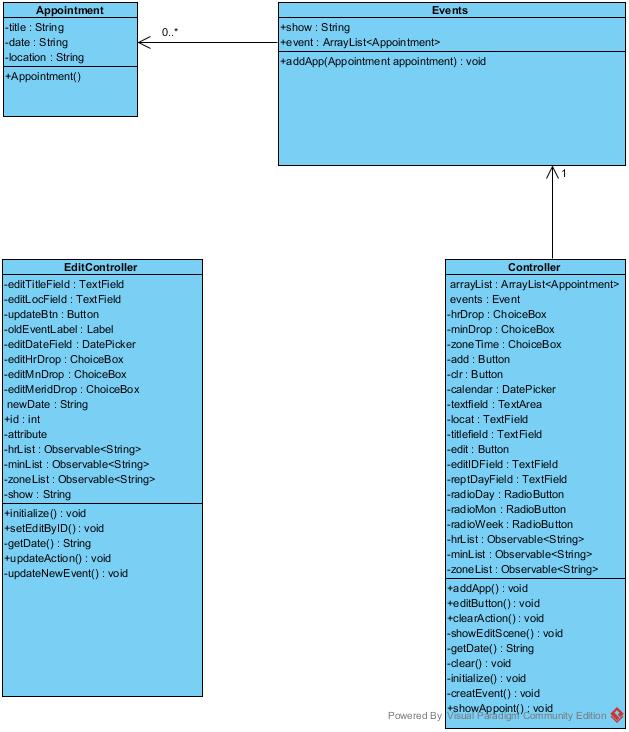 Appointment
-title : String
-date : String
-location : String
+Appointment()
0..*
Events
+show : String
+event : ArrayList<Appointment>
+addApp(Appointment appointment) : void
1
EditController
-editTitleField : TextField
-editLocField : TextField
-updateBtn : Button
-oldEventLabel : Label
-editDateField : DatePicker
-editHrDrop : ChoiceBox
-editMnDrop : ChoiceBox
-editMeridDrop : ChoiceBox
newDate : String
+id : int
-attribute
-hrList : Observable<String>
-minList : Observable<String>
-zoneList : Observable<String>
-show : String
+initialize() : void
+setEditByID() : void
-getDate() : String
+updateAction() : void
-updateNewEvent() : void
Controller
arrayList : ArrayList<Appointment>
events : Event
-hrDrop : ChoiceBox
-minDrop : ChoiceBox
-zoneTime : ChoiceBox
-add : Button
-clr : Button
-calendar : DatePicker
-textfield : TextArea
-locat : TextField
-titlefield : TextField
-edit : Button
-editIDField : TextField
-reptDayField : TextField
-radioDay : RadioButton
-radioMon : RadioButton
-radioWeek : RadioButton
-hrList : Observable<String>
-minList : Observable<String>
-zoneList : Observable<String>
+addApp() : void
+editButton() : void
+clearAction() : void
-showEditScene() : void
-getDate() : String
-clear() : void
-initialize() : void
-creatEvent() : void
+showAppoint() : void
Powered By Visual Paradigm Community Edition